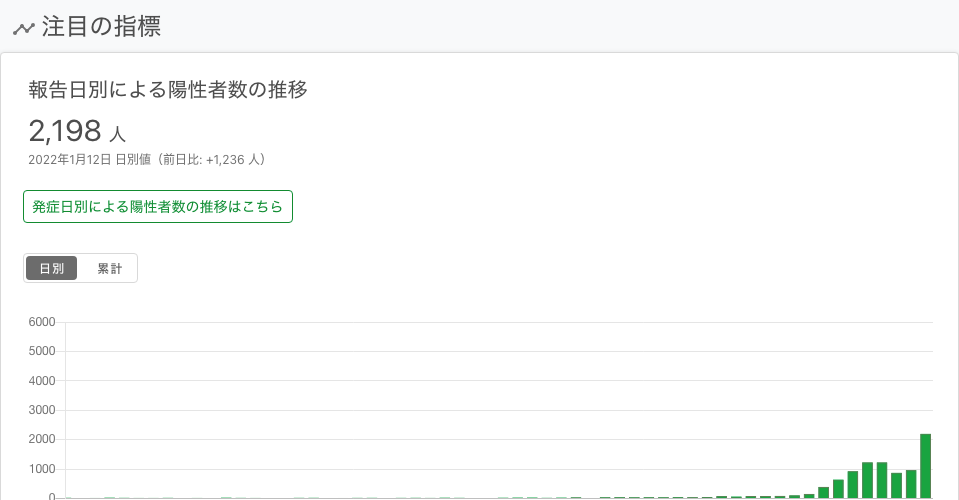 注目の指標
報告日別による陽性者数の推移
2,198 人
2022年1月12日 日別値（前日比: +1,236 人）
発症日別による陽性者数の推移はこちら
日別 累計
6000
5000
4000
3000
2000
1000
0